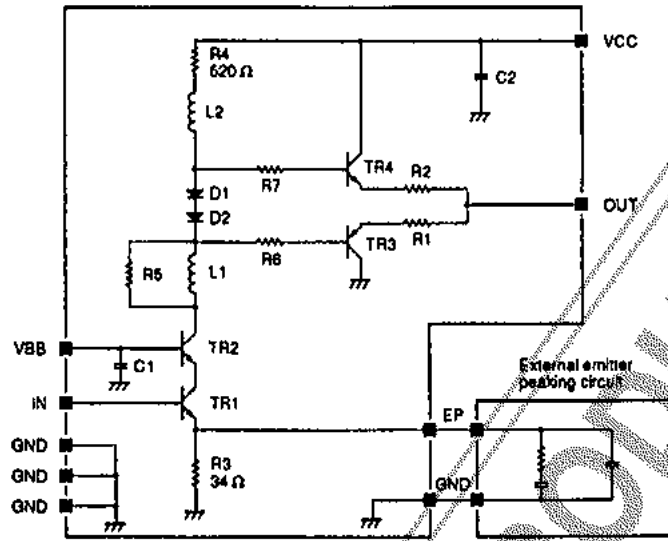 R4
620 Ω
VCC
C2
L2
TR4
R2
R7
D1
D2
OUT
TR3
R1
R6
R5
L1
VBB
TR2
C1
External emitter
peaking circuit
IN
TR1
EP
GND
R3
34 Ω
GND
GND
GND